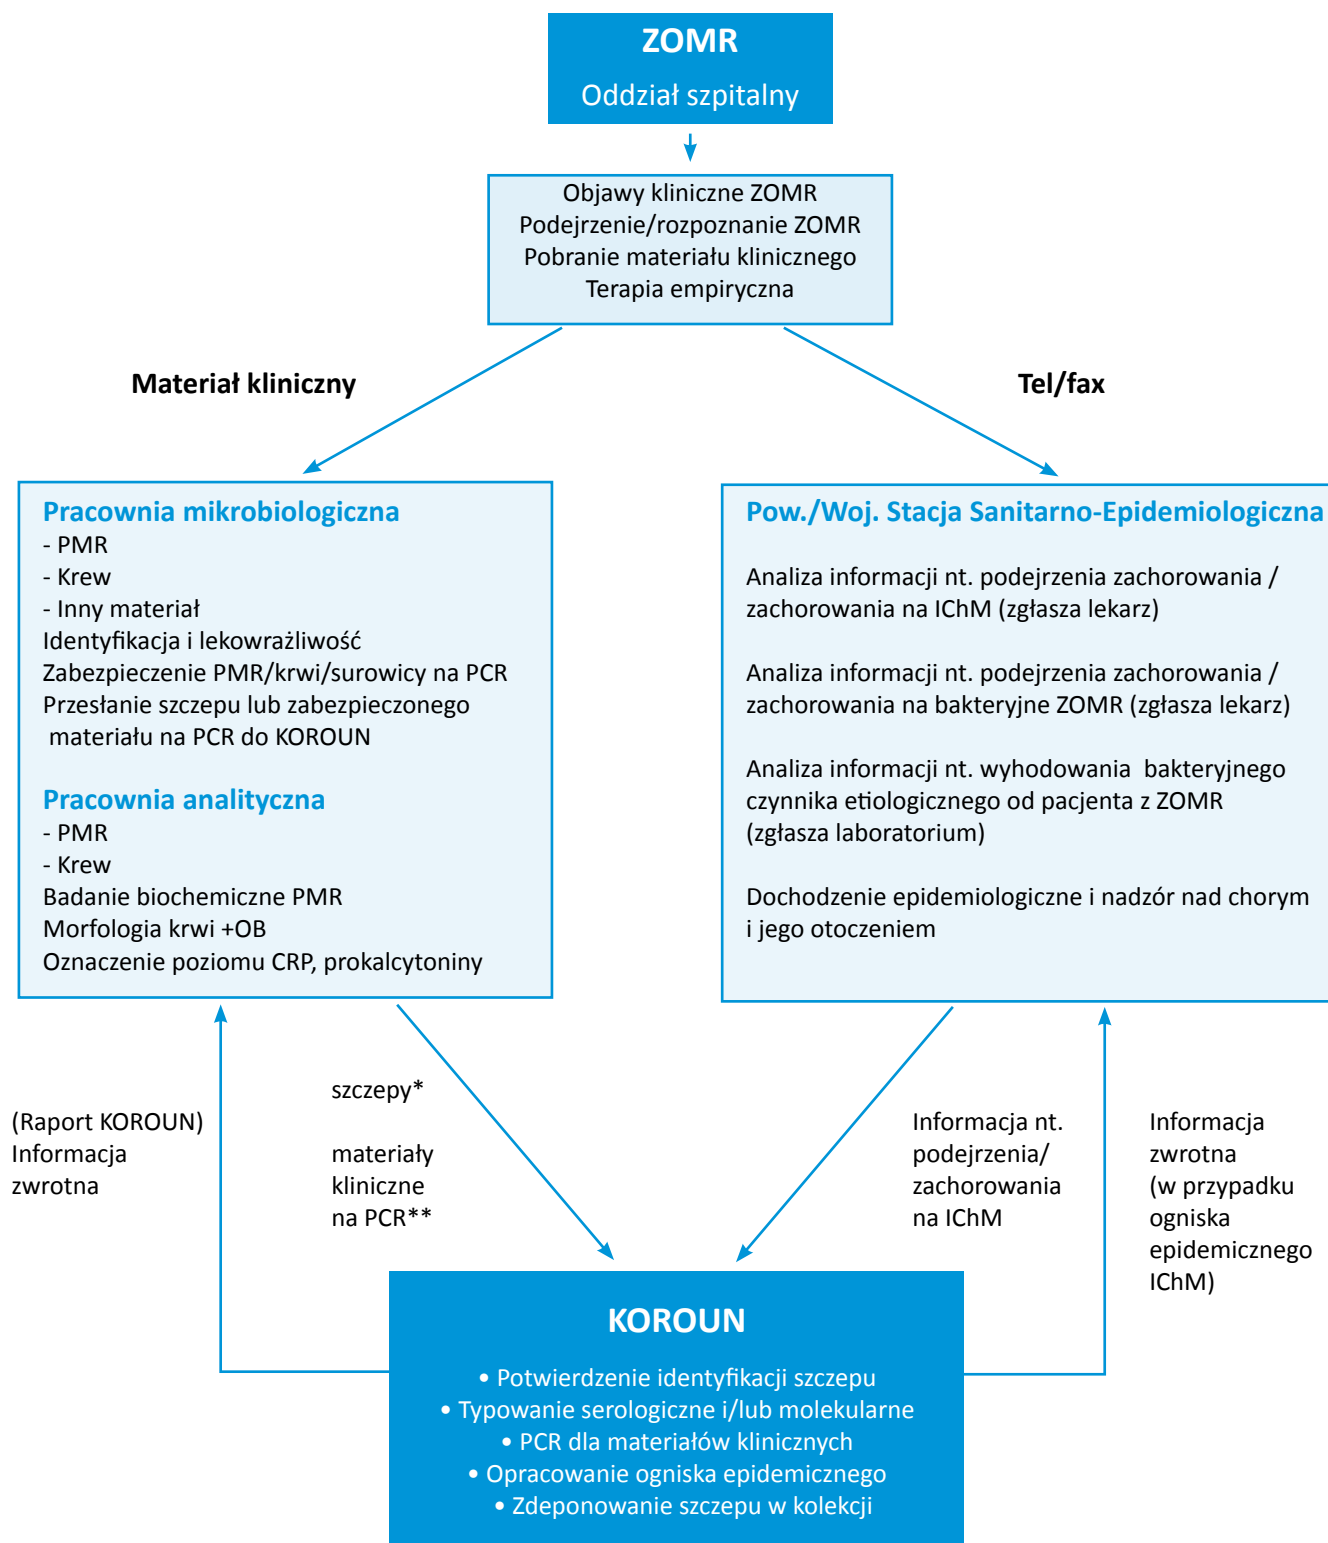 ZOMR
Oddział szpitalny
Objawy kliniczne ZOMR
Podejrzenie/rozpoznanie ZOMR
Pobranie materiału klinicznego
Terapia empiryczna
Materiał kliniczny
Tel/fax
Pracownia mikrobiologiczna
- PMR
- Krew
- Inny materiał
Identyfikacja i lekowrażliwość
Zabezpieczenie PMR/krwi/surowicy na PCR
Przesłanie szczepu lub zabezpieczonego
materiału na PCR do KOROUN
Pracownia analityczna
- PMR
- Krew
Badanie biochemiczne PMR
Morfologia krwi +OB
Oznaczenie poziomu CRP, prokalcytoniny
Pow./Woj. Stacja Sanitarno-Epidemiologiczna
Analiza informacji nt. podejrzenia zachorowania /
zachorowania na IChM (zgłasza lekarz)
Analiza informacji nt. podejrzenia zachorowania /
zachorowania na bakteryjne ZOMR (zgłasza lekarz)
Analiza informacji nt. wyhodowania bakteryjnego
czynnika etiologicznego od pacjenta z ZOMR
(zgłasza laboratorium)
Dochodzenie epidemiologiczne i nadzór nad chorym
i jego otoczeniem
(Raport KOROUN)
Informacja
zwrotna
szczepy*
materiały
kliniczne
na PCR**
Informacja nt.
podejrzenia/
zachorowania
na IChM
Informacja
zwrotna
(w przypadku
ogniska
epidemicznego
IChM)
KOROUN
• Potwierdzenie identyfikacji szczepu
• Typowanie serologiczne i/lub molekularne
• PCR dla materiałów klinicznych
• Opracowanie ogniska epidemicznego
• Zdeponowanie szczepu w kolekcji